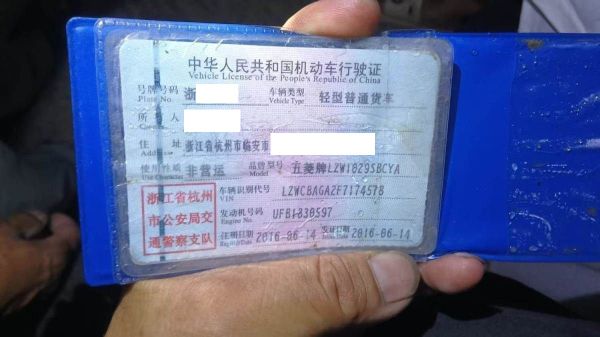 中华人民共和国机动车行驶证
Vehicle License of the People's Republic of China
号牌号码 浙 车辆类型 轻型普通货车
Plate No. Vehicle Type
所有人
住 址 浙江省杭州市临安市
Address
使用性质 非营运 品牌型号 五菱牌LZW1029SBCYA
Use Character Model
浙江省杭州
市公安局交
通警察支队
车辆识别代号 LZWCBAGA2F7174578
VIN
发动机号码 UFB1830597
Engine No.
注册日期 2016-06-14 发证日期 2016-06-14
Register Date Issue Date